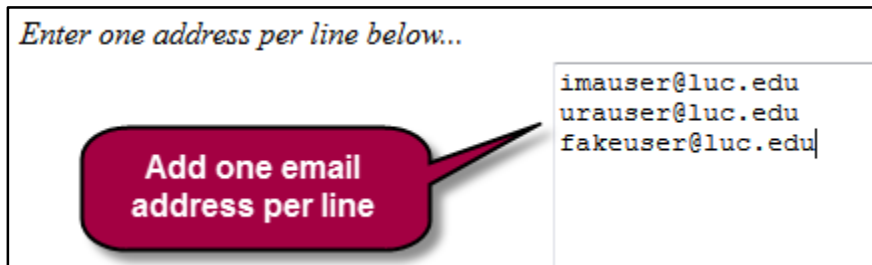 Enter one address per line below...
imauser@luc.edu
urauser@luc.edu
fakeuser@luc.edu
Add one email
address per line